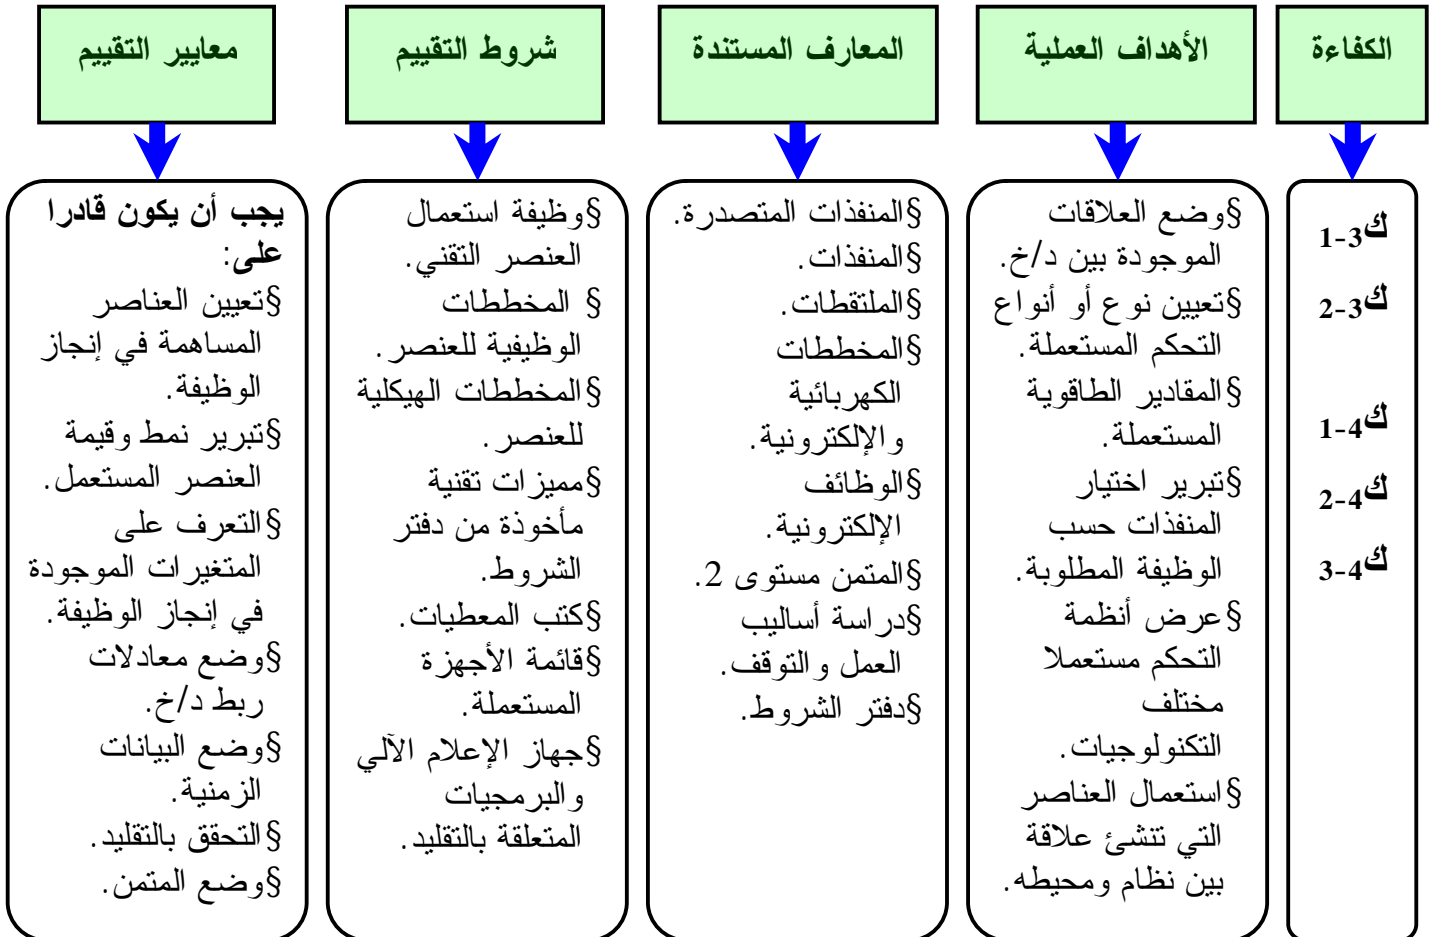 الكفاءة
ك3-1
ك3-2
ك4-1
ك4-2
ك4-3
الأهداف العملية
§وضع العلاقات
الموجودة بين د/خ.
§تعيين نوع أو أنواع
التحكم المستعملة.
§المقادير الطاقوية
المستعملة.
§تبرير اختيار
المنفذات حسب
الوظيفة المطلوبة.
§عرض أنظمة
التحكم مستعملا
مختلف
التكنولوجيات.
§استعمال العناصر
التي تنشئ علاقة
بين نظام ومحيطه.
المعارف المستندة
§المنفذات المتصدرة.
§المنفذات.
§الملتقطات.
§المخططات
الكهربائية
والإلكترونية.
§الوظائف
الإلكترونية.
§المتمن مستوى 2.
§دراسة أساليب
العمل والتوقف.
§دفتر الشروط.
شروط التقييم
§وظيفة استعمال
العنصر التقني.
§ المخططات
الوظيفية للعنصر.
§المخططات الهيكلية
للعنصر.
§مميزات تقنية
مأخوذة من دفتر
الشروط.
§كتب المعطيات.
§قائمة الأجهزة
المستعملة.
§جهاز الإعلام الآلي
والبرمجيات
المتعلقة بالتقليد.
معايير التقييم
يجب أن يكون قادرا
على:
§تعيين العناصر
المساهمة في إنجاز
الوظيفة.
§تبرير نمط وقيمة
العنصر المستعمل.
§التعرف على
المتغيرات الموجودة
في إنجاز الوظيفة.
§وضع معادلات
ربط د/خ.
§وضع البيانات
الزمنية.
§التحقق بالتقليد.
§وضع المتمن.